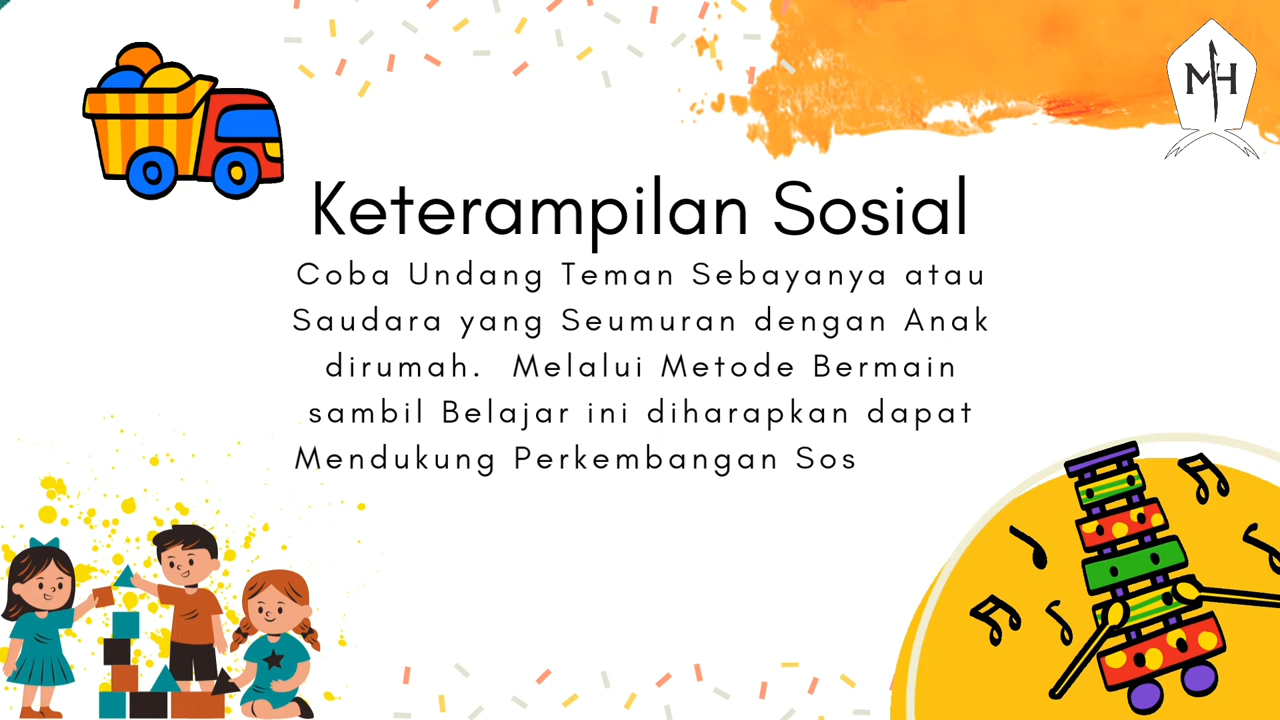 MH
Keterampilan Sosial
Coba Undang Teman Sebayanya atau
Saudara yang Seumuran dengan Anak
dirumah. Melalui Metode Bermain
sambil Belajar ini diharapkan dapat
Mendukung Perkembangan Sos